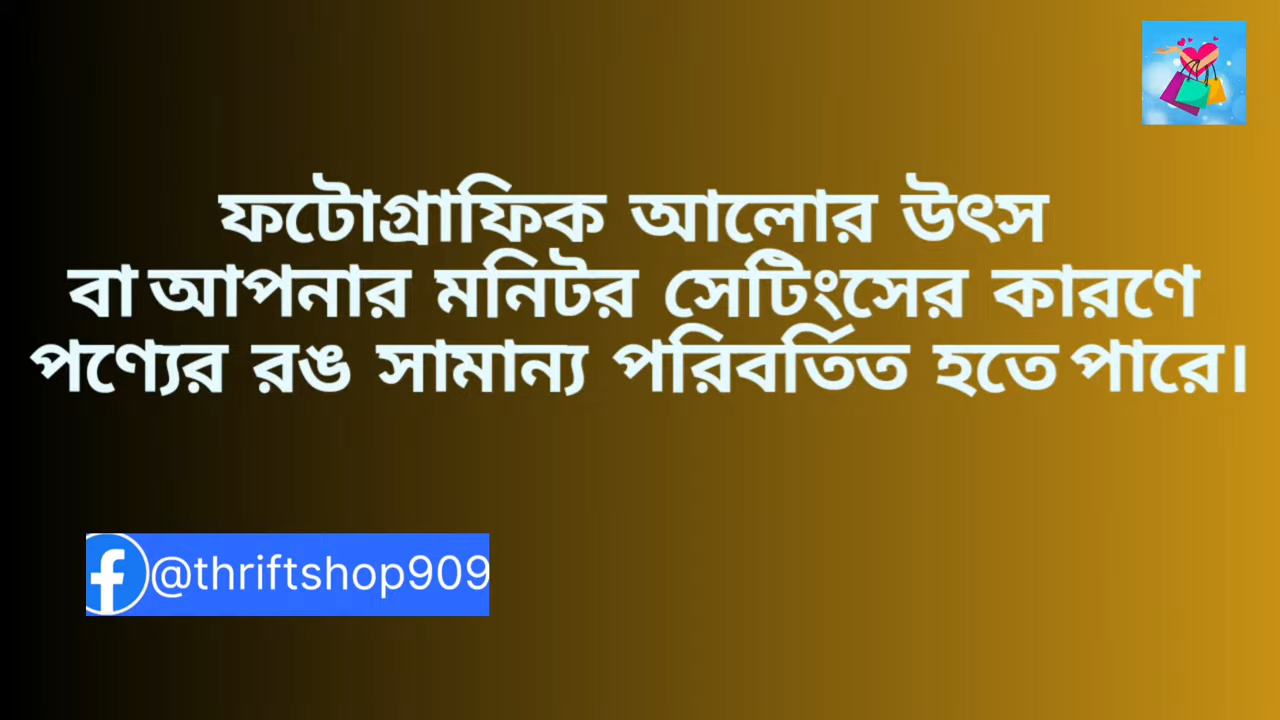 ফটোগ্রাফিক আলোর উৎস
বা আপনার মনিটর সেটিংসের কারণে
পণ্যের রঙ সামান্য পরিবর্তিত হতে পারে।
@thriftshop909